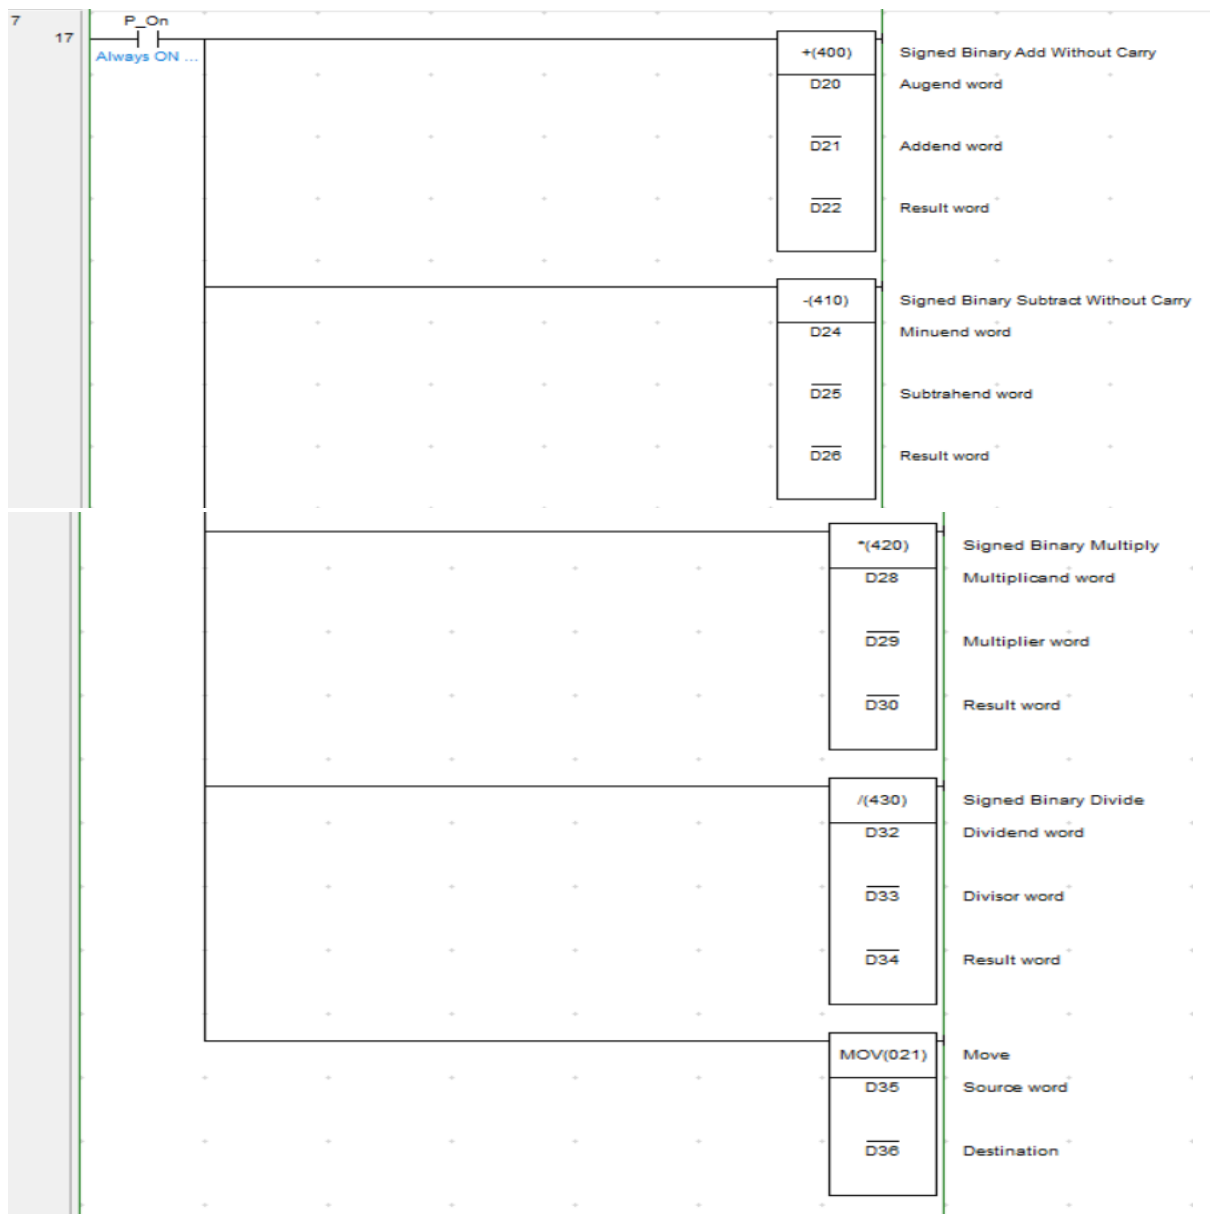 7
P_On
17
Always ON ...
+(400) Signed Binary Add Without Carry
D20 Augend word
D21 Addend word
D22 Result word
-(410) Signed Binary Subtract Without Carry
D24 Minuend word
D25 Subtrahend word
D26 Result word
*(420) Signed Binary Multiply
D28 Multiplicand word
D29 Multiplier word
D30 Result word
/(430) Signed Binary Divide
D32 Dividend word
D33 Divisor word
D34 Result word
MOV(021) Move
D35 Source word
D36 Destination